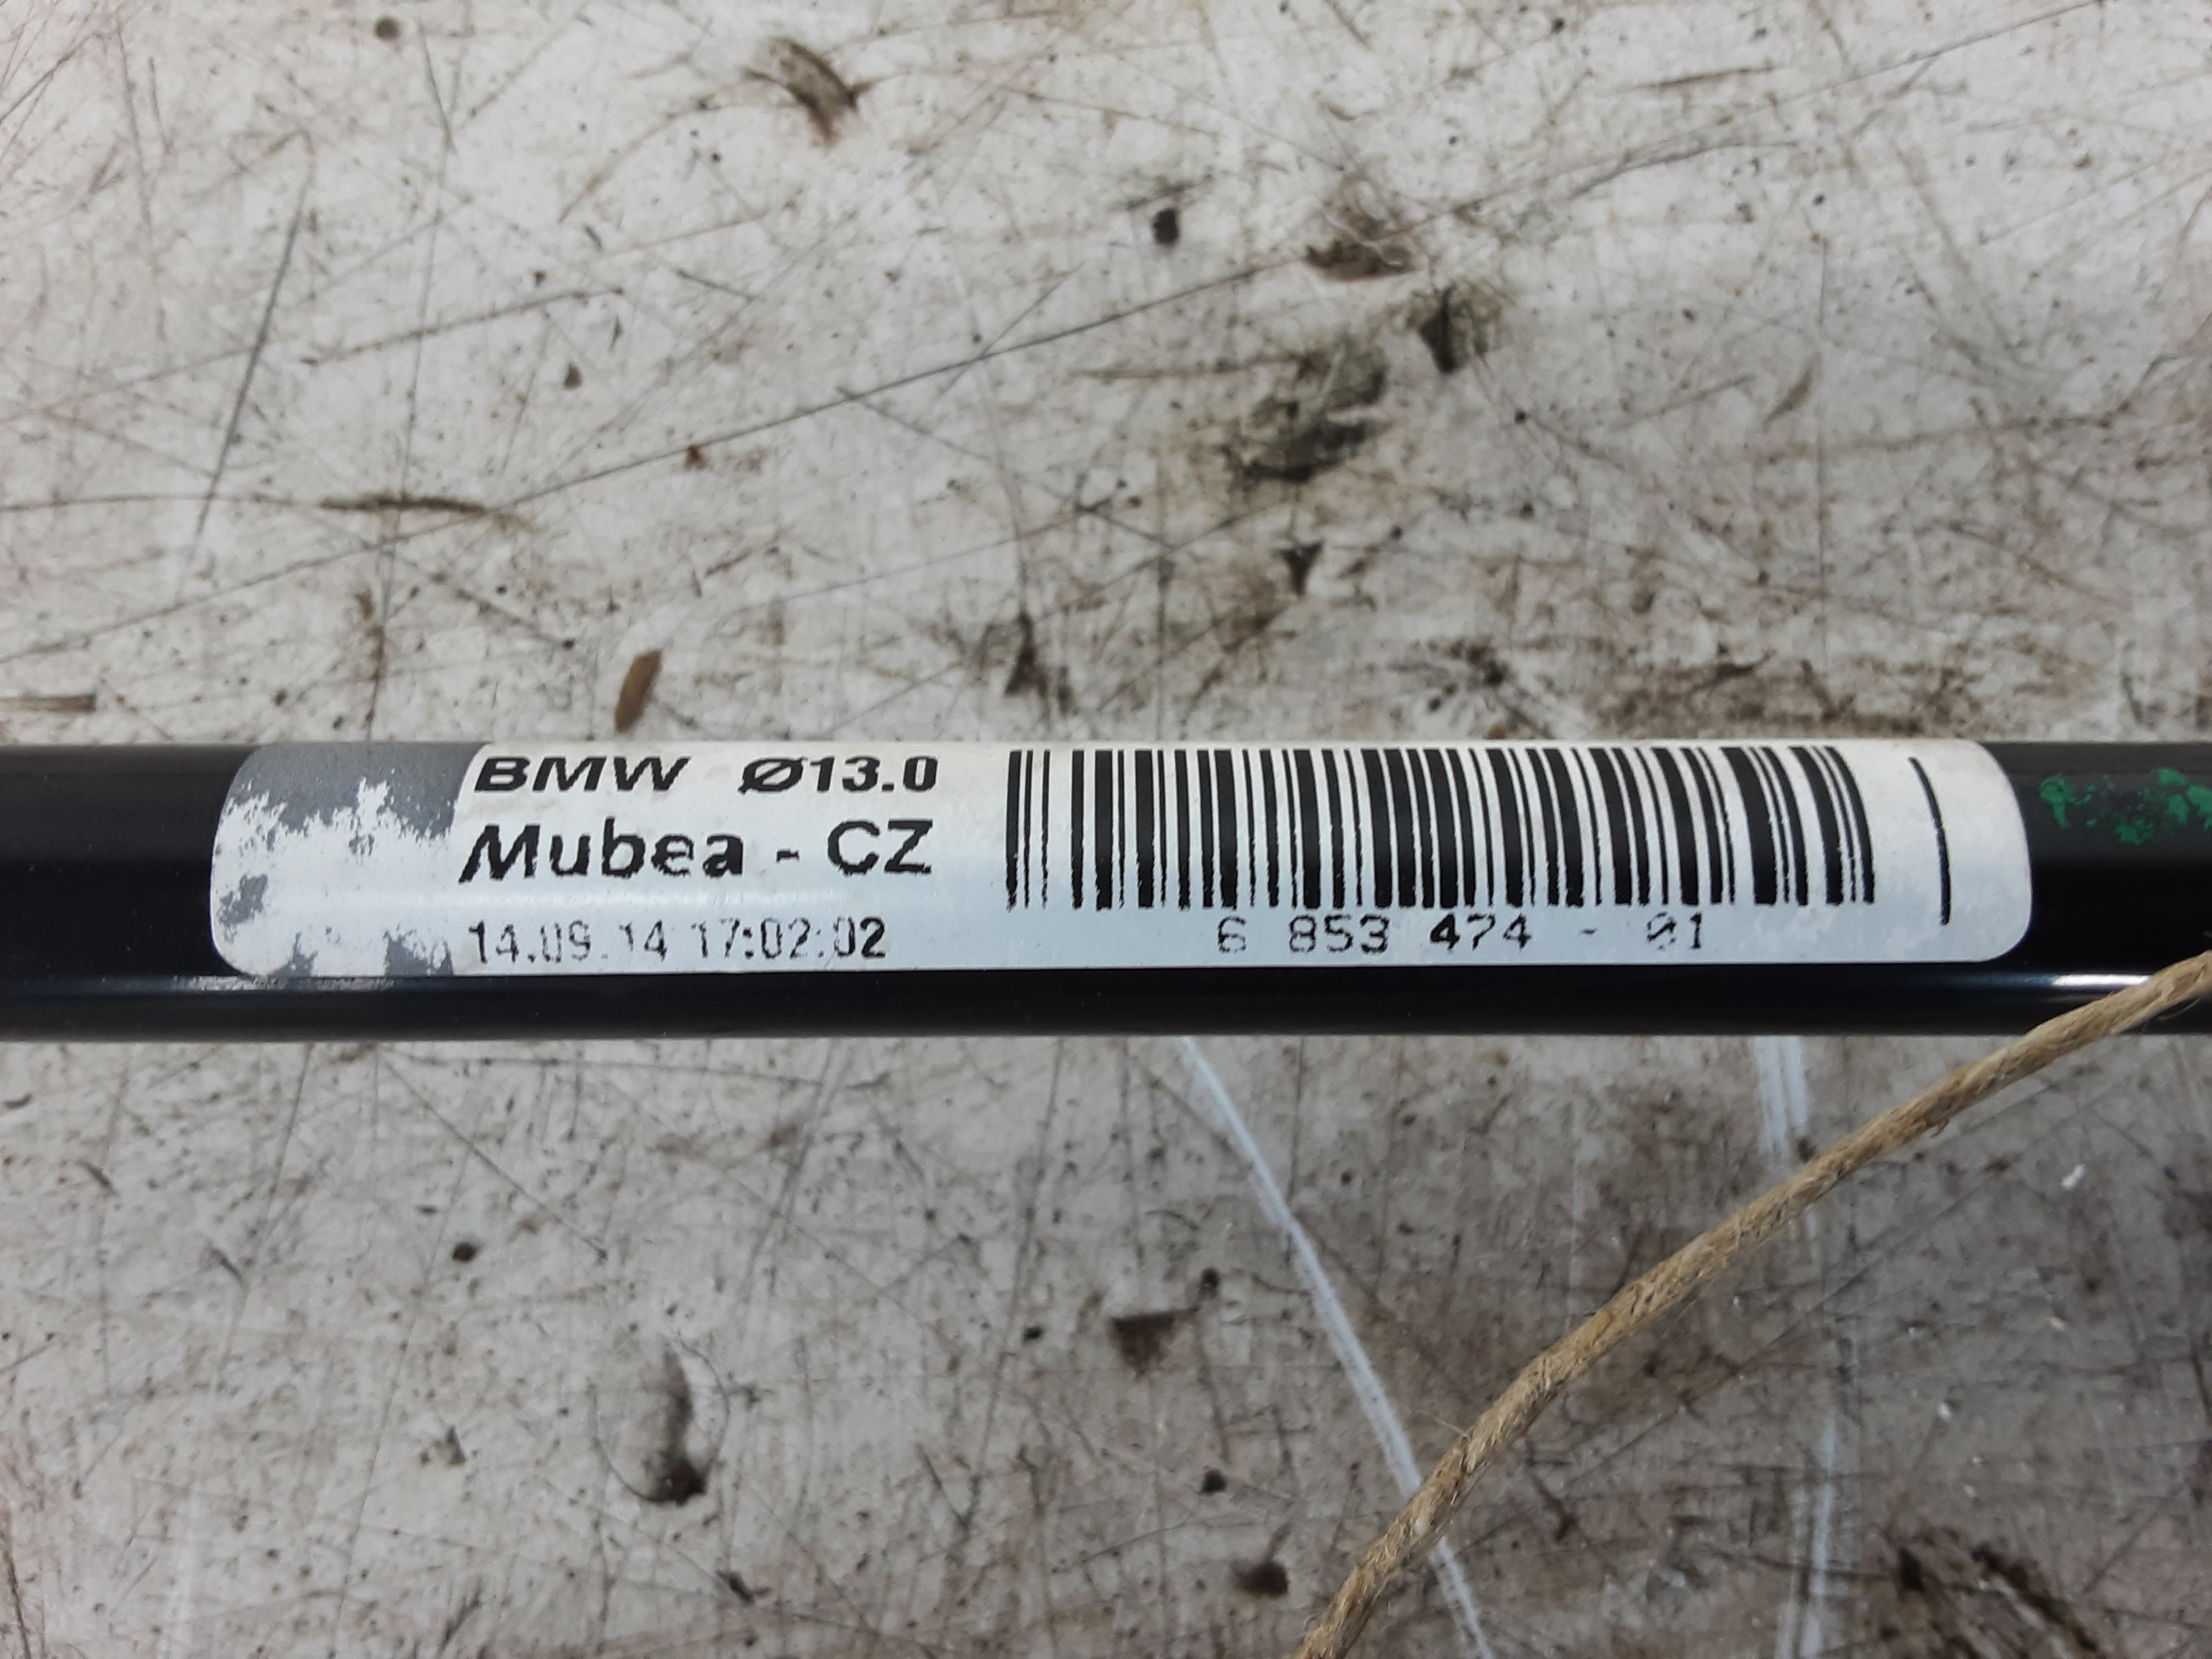 BMW Ø13.0
Mubea - CZ
14.09.14 17:02:02
6 853 474 - 01